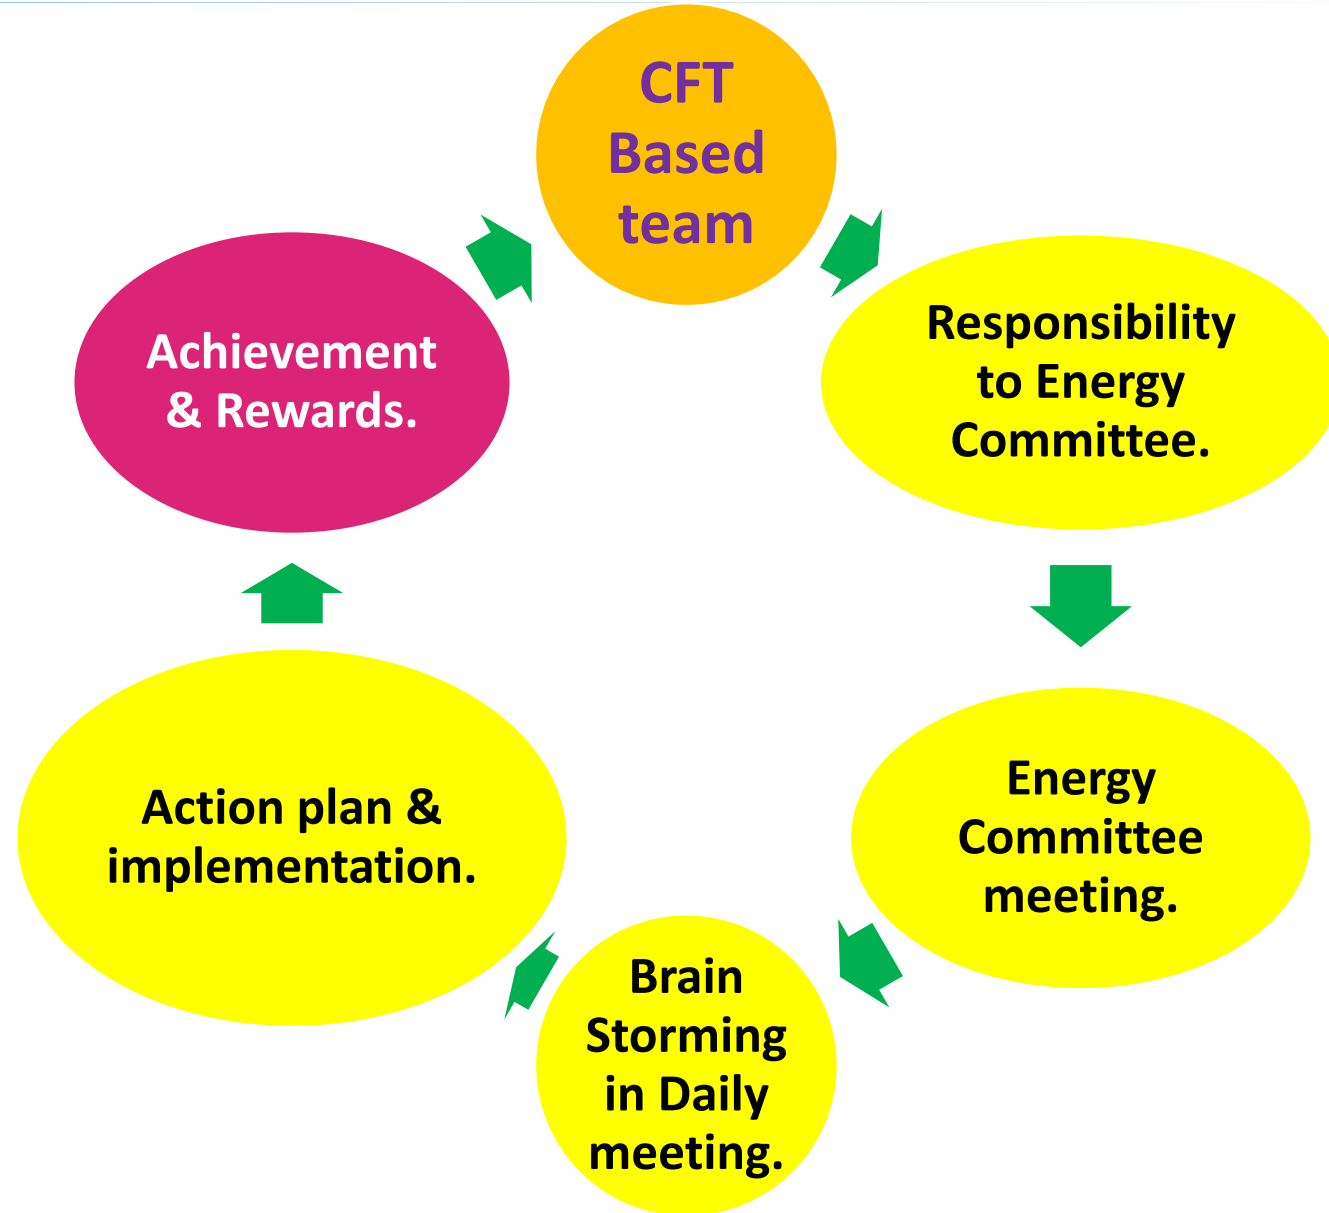 CFT
Based
team
Responsibility
to Energy
Committee.
Energy
Committee
meeting.
Brain
Storming
in Daily
meeting.
Action plan &
implementation.
Achievement
& Rewards.